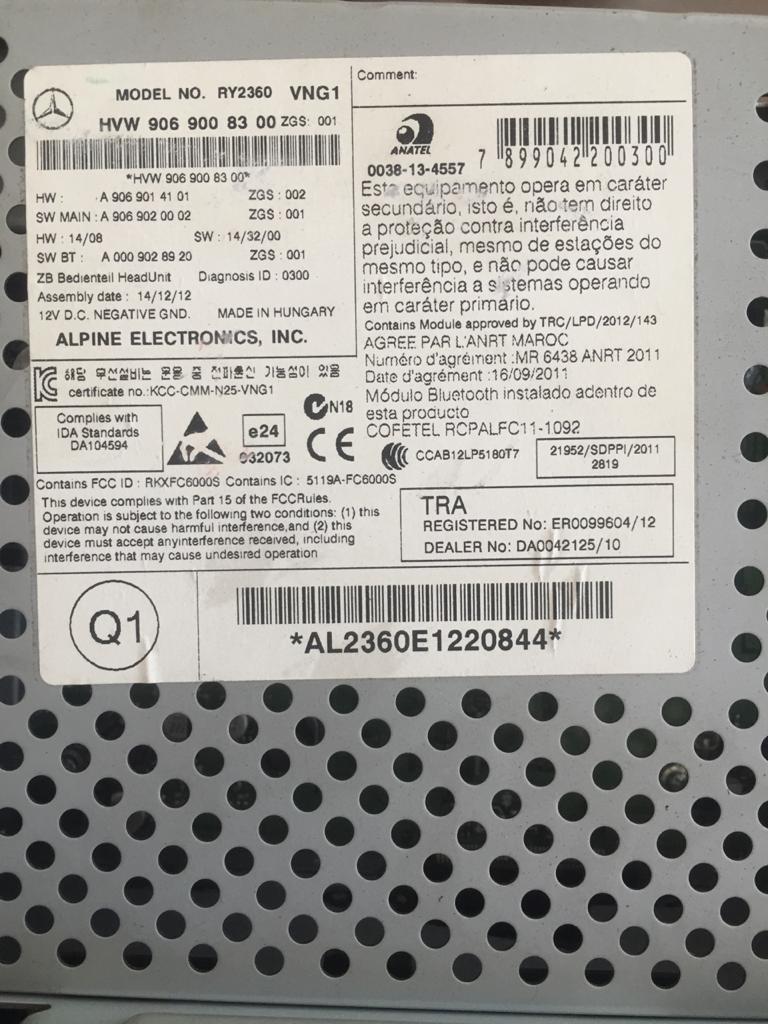 MODEL NO. RY2360 VNG1
HVW 906 900 83 00 ZGS: 001
*HVW 906 900 83 00*
HW : A 906 901 41 01 ZGS : 002
SW MAIN : A 906 902 00 02 ZGS : 001
HW : 14/08 SW : 14/32/00
SW BT : A 000 902 89 20 ZGS : 001
ZB Bedienteil HeadUnit Diagnosis ID : 0300
Assembly date : 14/12/12
12V D.C. NEGATIVE GND. MADE IN HUNGARY
ALPINE ELECTRONICS, INC.
Comment:
ANATEL
0038-13-4557
7 899042 200300
Este equipamento opera em caráter
secundário, isto é, não tem direito
a proteção contra interferência
prejudicial, mesmo de estações do
mesmo tipo, e não pode causar
interferência a sistemas operando
em caráter primário.
Contains Module approved by TRC/LPD/2012/143
AGREE PAR L'ANRT MAROC
Numéro d'agrément :MR 6438 ANRT 2011
Date d'agrément :16/09/2011
Módulo Bluetooth instalado adentro de
esta producto
COFETEL RCPALFC11-1092
CCAB12LP5180T7
21952/SDPPI/2011
2819
해당 무선설비는 운용 중 전파혼신 가능성이 있음
certificate no.:KCC-CMM-N25-VNG1
Complies with
IDA Standards
DA104594
e24
032073
N18
CE
Contains FCC ID : RKXFC6000S Contains IC : 5119A-FC6000S
This device complies with Part 15 of the FCCRules.
Operation is subject to the following two conditions: (1) this
device may not cause harmful interference,and (2) this
device must accept anyinterference received, including
interference that may cause undesired operation
TRA
REGISTERED No: ER0099604/12
DEALER No: DA0042125/10
Q1
*AL2360E1220844*